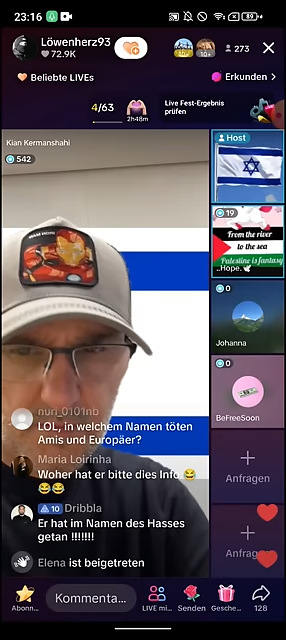 23:16
89
Löwenherz93
72.9K
273
Beliebte LIVEs
Erkunden >
4/63
2h48m
Live Fest-Ergebnis
prüfen
Kian Kermanshahi
542
Host
19
From the river
to the sea
Palestine is fantasy
..Hope.
0
Johanna
0
BeFreeSoon
Anfragen
Anfragen
nuri_0101nb
LOL, in welchem Namen töten
Amis und Europäer?
Maria Loirinha
Woher hat er bitte dies Info 😂
😂😂
10 Dribbla
Er hat im Namen des Hasses
getan !!!!!!!
Elena ist beigetreten
Abonn...
Kommenta...
LIVE mi...
Senden
Gesche...
128